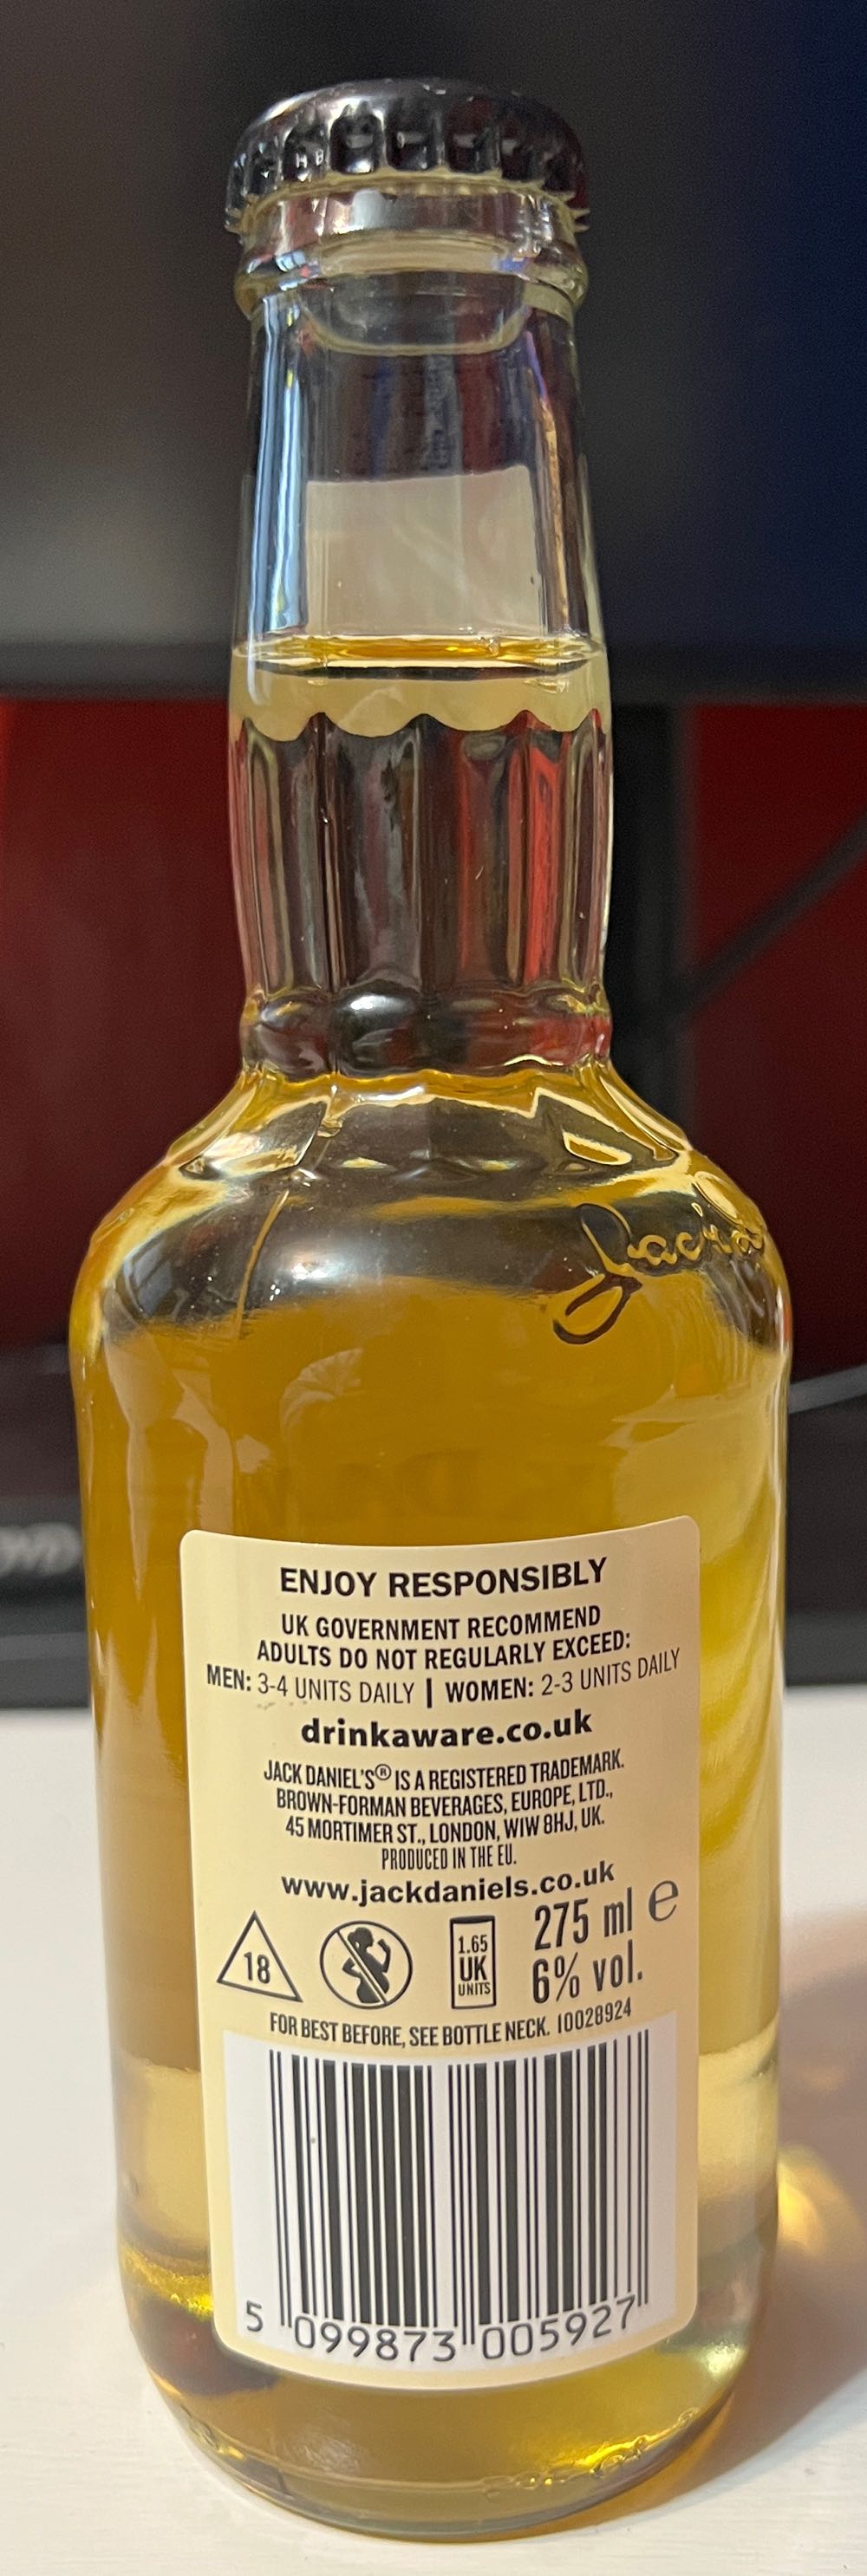 Jack
ENJOY RESPONSIBLY
UK GOVERNMENT RECOMMEND
ADULTS DO NOT REGULARLY EXCEED:
MEN: 3-4 UNITS DAILY | WOMEN: 2-3 UNITS DAILY
drinkaware.co.uk
JACK DANIEL'S® IS A REGISTERED TRADEMARK.
BROWN-FORMAN BEVERAGES, EUROPE, LTD.,
45 MORTIMER ST., LONDON, W1W 8HJ, UK.
PRODUCED IN THE EU.
www.jackdaniels.co.uk
18
1.65
UK
UNITS
275 ml e
6% vol.
FOR BEST BEFORE, SEE BOTTLE NECK. 10028924
5 099873 005927